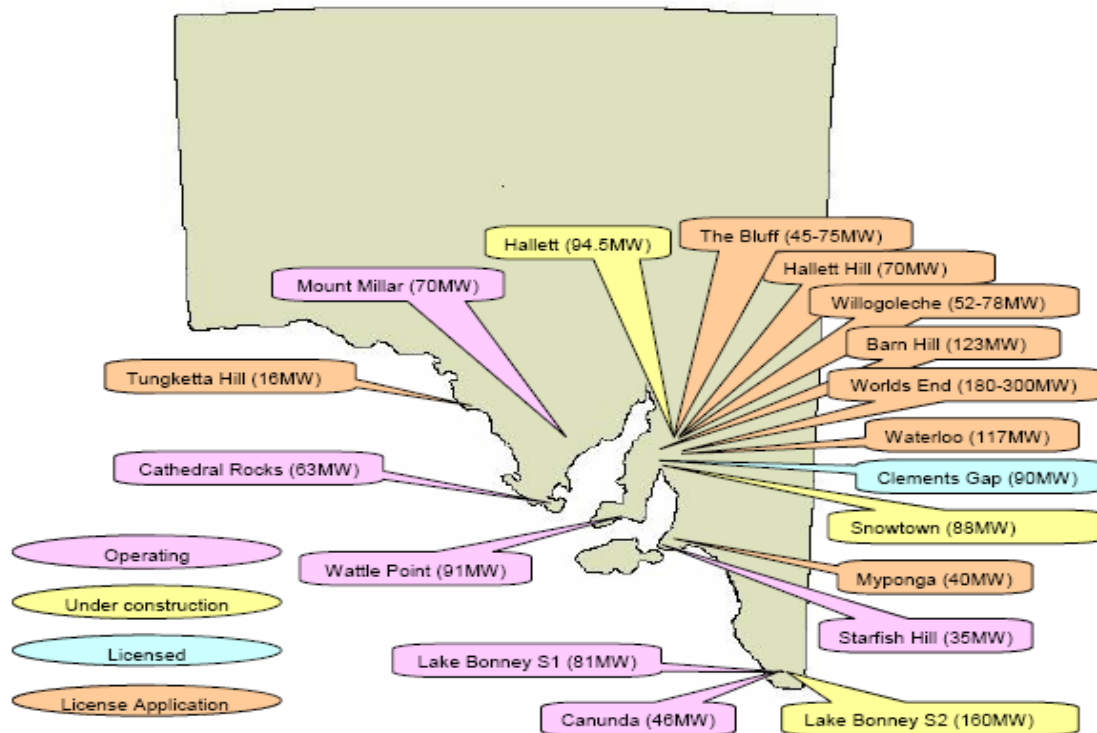 The Bluff (45-75MW)
Hallett (94.5MW)
Hallett Hill (70MW)
Mount Millar (70MW)
Willogoleche (52-78MW)
Barn Hill (123MW)
Tungketta Hill (16MW)
Worlds End (180-300MW)
Waterloo (117MW)
Cathedral Rocks (63MW)
Clements Gap (90MW)
Snowtown (88MW)
Operating
Wattle Point (91MW)
Myponga (40MW)
Under construction
Starfish Hill (35MW)
Licensed
Lake Bonney S1 (81MW)
License Application
Canunda (46MW)
Lake Bonney S2 (160MW)